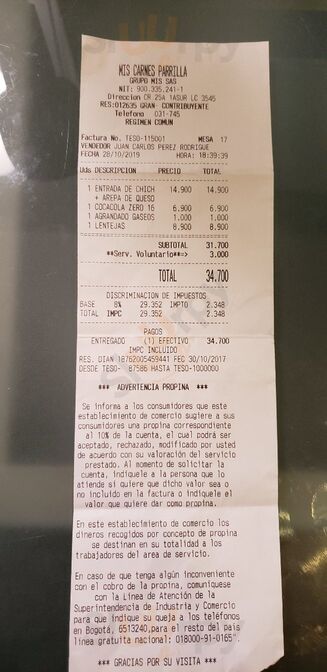 MIS CARNES PARRILLA
GRUPO MIS SAS
NIT: 900.335.241-1
Direccion CR 25A 1ASUR LC 3545
RES:012635 GRAN CONTRIBUYENTE
Telefono 031-745
REGIMEN COMUN
Factura No. TESO-115001 MESA 17
VENDEDOR JUAN CARLOS PEREZ RODRIGUE
FECHA 28/10/2019 HORA: 18:39:39
Uds DESCRIPCION PRECIO TOTAL
1 ENTRADA DE CHICH 14.900 14.900
+ AREPA DE QUESO
1 COCACOLA ZERO 16 6.900 6.900
1 AGRANDADO GASEOS 1.000 1.000
1 LENTEJAS 8.900 8.900
SUBTOTAL 31.700
**Serv. Voluntario**=> 3.000
TOTAL 34.700
DISCRIMINACION DE IMPUESTOS
BASE 8% 29.352 IMPTO 2.348
TOTAL IMPC 29.352 2.348
PAGOS
ENTREGADO (1) EFECTIVO 34.700
IMPC INCLUIDO
RES. DIAN 18762005459441 FEC 30/10/2017
DESDE TESO- 87586 HASTA TESO-1000000
*** ADVERTENCIA PROPINA ***
Se informa a los consumidores que este
establecimiento de comercio sugiere a sus
consumidores una propina correspondiente
al 10% de la cuenta, el cual podrá ser
aceptado, rechazado, modificado por usted
de acuerdo con su valoración del servicio
prestado. Al momento de solicitar la
cuenta, indíquele a la persona que lo
atiende si quiere que dicho valor sea o
no incluido en la factura o indíquele el
valor que quiere dar como propina.
En este establecimiento de comercio los
dineros recogidos por concepto de propina
se destinan en su totalidad a los
trabajadores del area de servicio.
En caso de que tenga algún inconveniente
con el cobro de la propina, comuníquese
con la Línea de Atención de la
Superintendencia de Industria y Comercio
para que indique su queja a los teléfonos
en Bogotá, 6513240,para el resto del país
línea gratuita nacional: 018000-91-0165".
*** GRACIAS POR SU VISITA ***